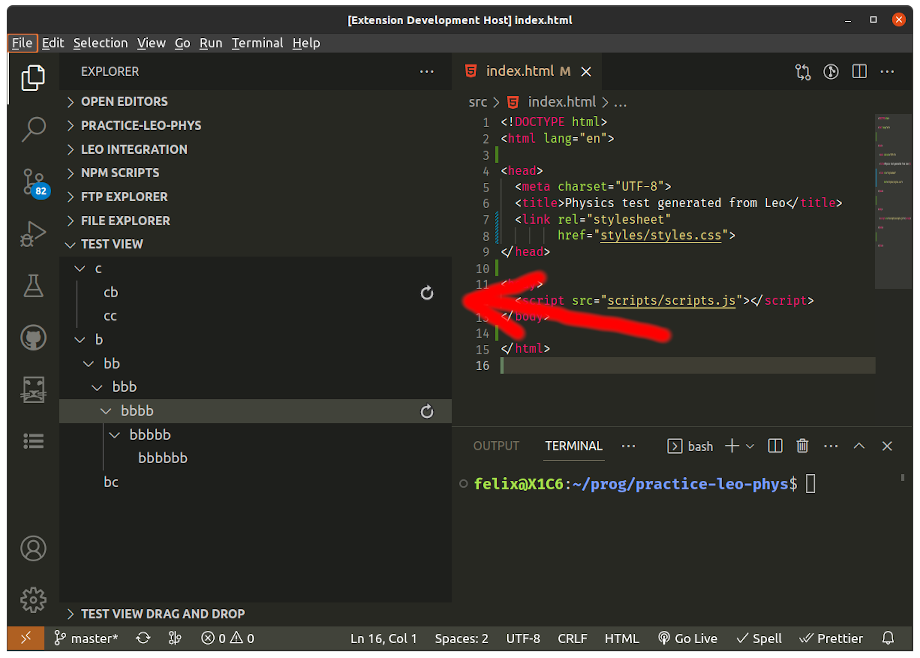 [Extension Development Host] index.html
File Edit Selection View Go Run Terminal Help
EXPLORER
OPEN EDITORS
PRACTICE-LEO-PHYS
LEO INTEGRATION
NPM SCRIPTS
FTP EXPLORER
FILE EXPLORER
TEST VIEW
c
cb
cc
b
bb
bbb
bbbb
bbbbb
bbbbbb
bc
TEST VIEW DRAG AND DROP
82
index.html M
src > index.html > ...
1 <!DOCTYPE html>
2 <html lang="en">
3
4 <head>
5 <meta charset="UTF-8">
6 <title>Physics test generated from Leo</title>
7 <link rel="stylesheet"
8 href="styles/styles.css">
9 </head>
10
11
<script src="scripts/scripts.js"></script>
13 </body>
14
15 </html>
16
OUTPUT TERMINAL ... bash
felix@X1C6:~/prog/practice-leo-phys$
master* 0 0 Ln 16, Col 1 Spaces: 2 UTF-8 CRLF HTML Go Live Spell Prettier